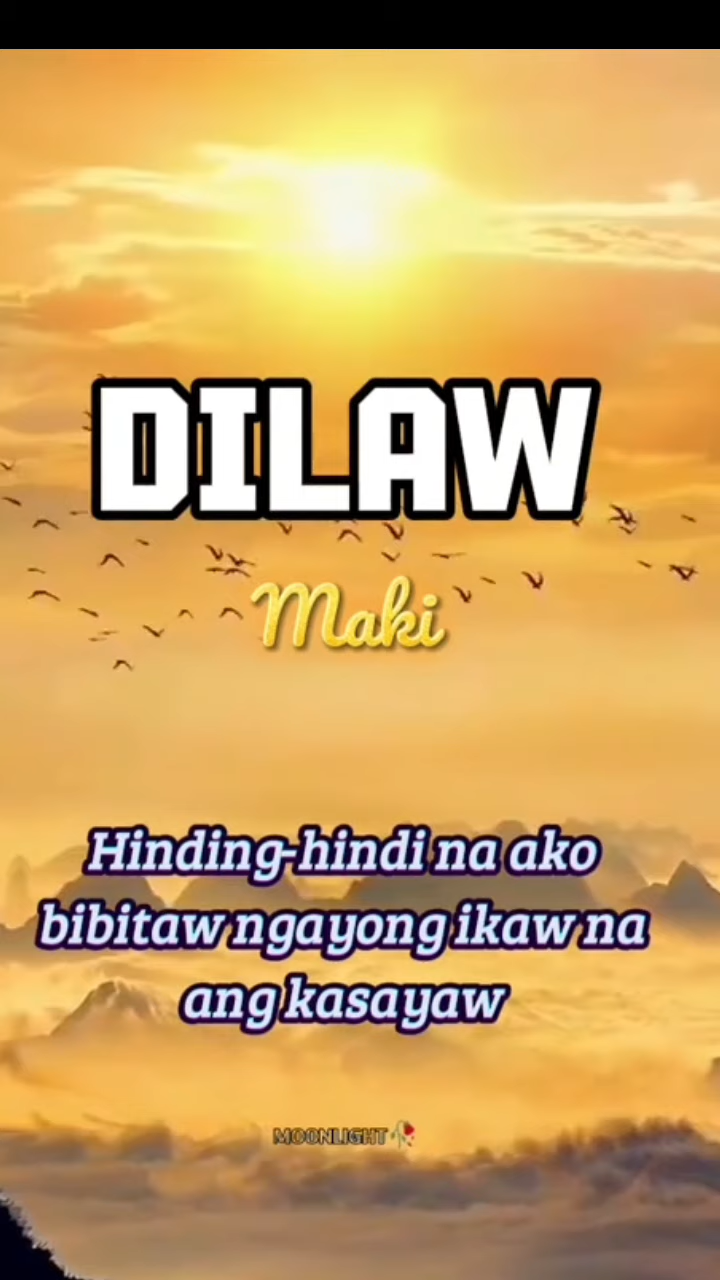 DILAW
Maki
Hinding-hindi na ako
bibitaw ngayong ikaw na
ang kasayaw
MOONLIGHT